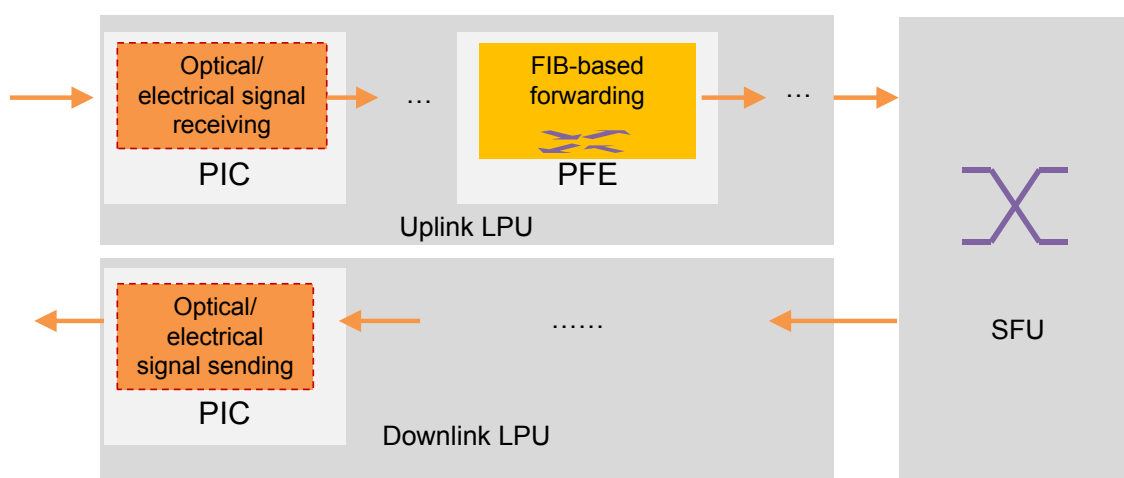 Optical/
electrical signal
receiving
PIC
...
FIB-based
forwarding
PFE
...
Uplink LPU
Optical/
electrical
signal sending
PIC
......
Downlink LPU
SFU